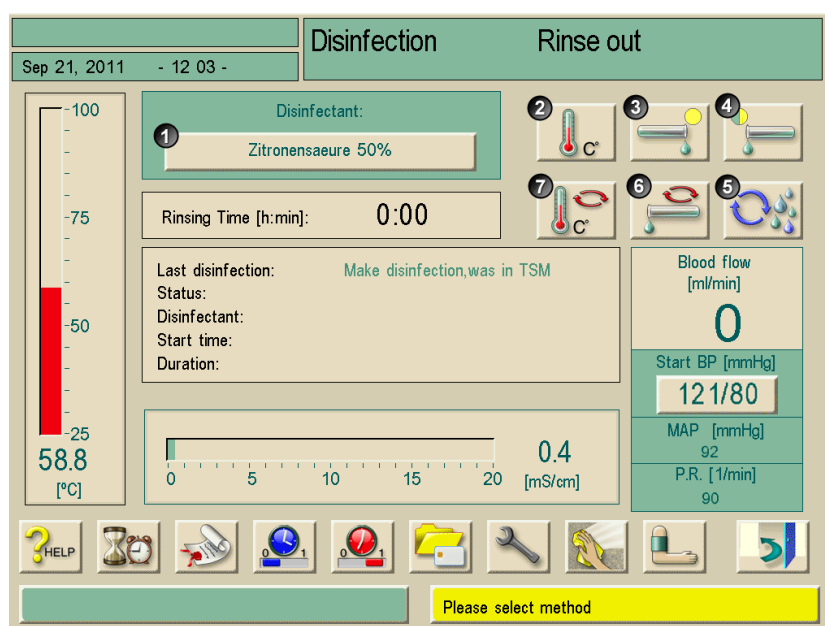 Disinfection Rinse out
Sep 21, 2011 - 12 03 -
100
75
50
25
58.8
[°C]
Disinfectant:
1
Zitronensaeure 50%
Rinsing Time [h:min]: 0:00
Last disinfection: Make disinfection,was in TSM
Status:
Disinfectant:
Start time:
Duration:
0 5 10 15 20
0.4
[mS/cm]
2 3 4
C°
7 6 5
C°
Blood flow
[ml/min]
0
Start BP [mmHg]
121/80
MAP [mmHg]
92
P.R. [1/min]
90
?HELP
0 1
0 1
Please select method